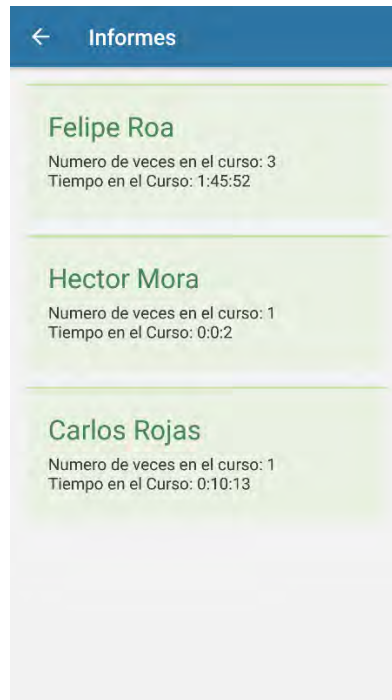 Informes
Felipe Roa
Numero de veces en el curso: 3
Tiempo en el Curso: 1:45:52
Hector Mora
Numero de veces en el curso: 1
Tiempo en el Curso: 0:0:2
Carlos Rojas
Numero de veces en el curso: 1
Tiempo en el Curso: 0:10:13